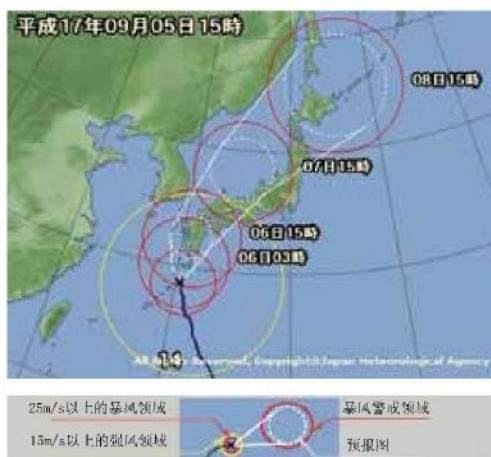 平成17年09月05日15時
08日15時
07日15時
06日15時
06日03時
14
All Rights Reserved, Copyright©Japan Meteorological Agency
25m/s以上的暴风领域
暴风警戒领域
15m/s以上的强风领域
预报图